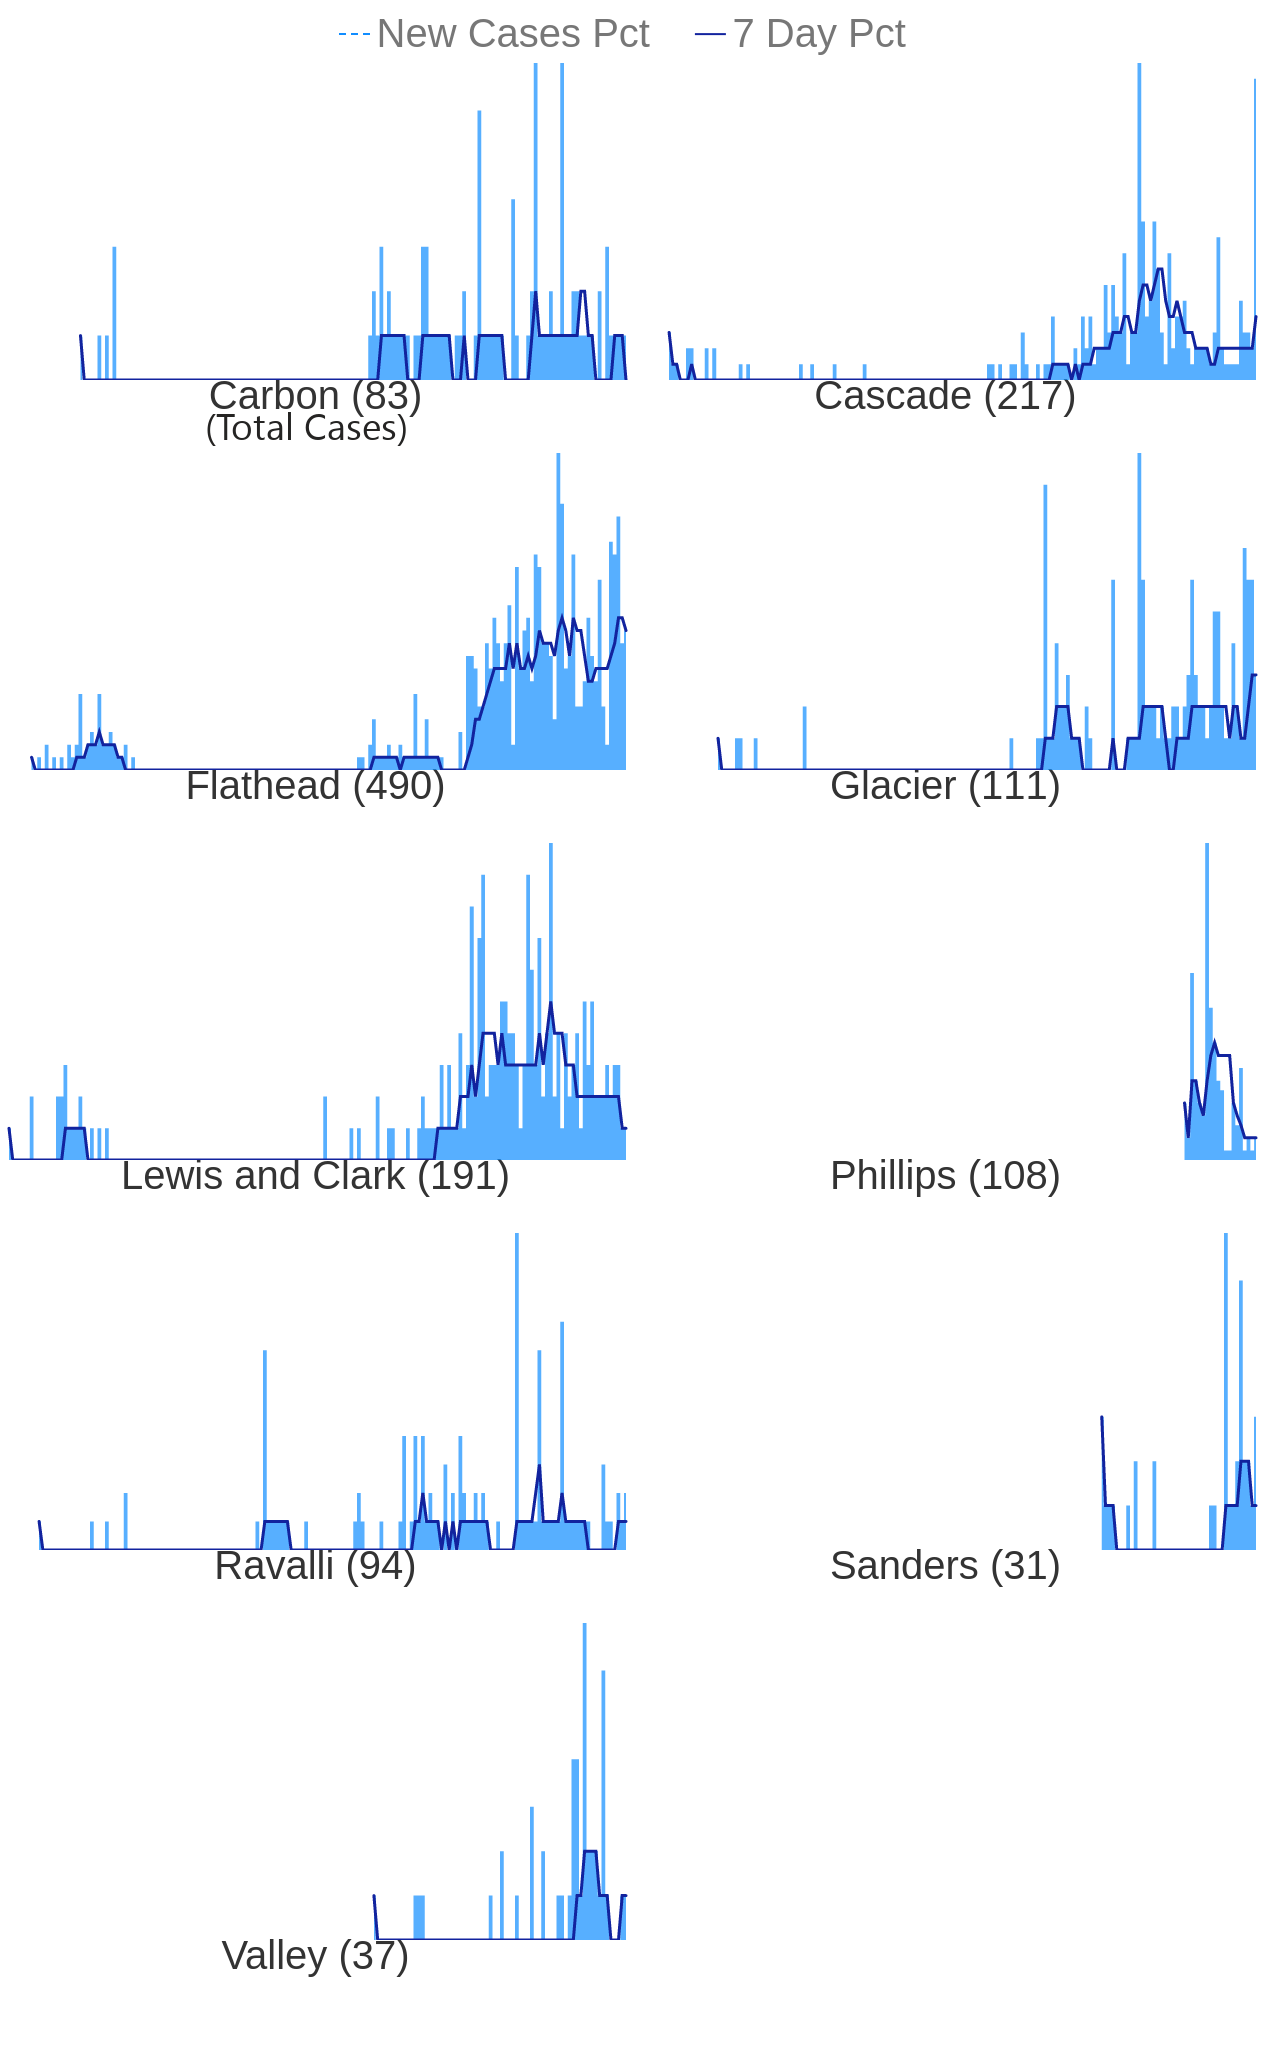 New Cases Pct 7 Day Pct
Carbon (83)
(Total Cases)
Cascade (217)
Flathead (490)
Glacier (111)
Lewis and Clark (191)
Phillips (108)
Ravalli (94)
Sanders (31)
Valley (37)